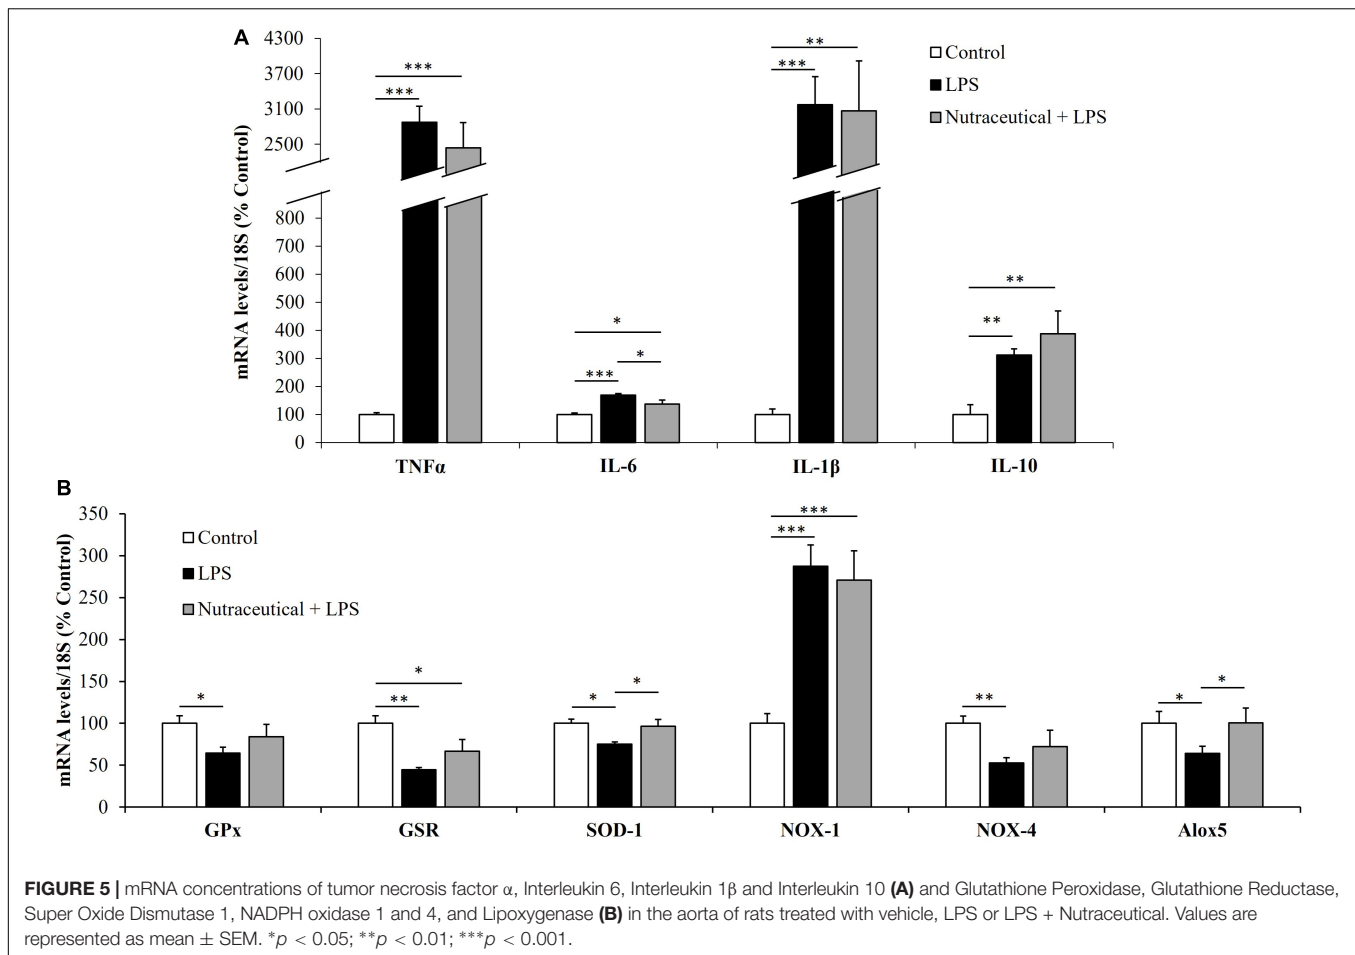 A
mRNA levels/18S (% Control)
4300
3700
3100
2500
800
700
600
500
400
300
200
100
0
***
***
*
*
***
**
***
**
**
Control
LPS
Nutraceutical + LPS
TNFα IL-6 IL-1β IL-10
B
mRNA levels/18S (% Control)
350
300
250
200
150
100
50
0
Control
LPS
Nutraceutical + LPS
*
*
**
*
*
***
***
**
*
*
GPx GSR SOD-1 NOX-1 NOX-4 Alox5
FIGURE 5 | mRNA concentrations of tumor necrosis factor α, Interleukin 6, Interleukin 1β and Interleukin 10 (A) and Glutathione Peroxidase, Glutathione Reductase,
Super Oxide Dismutase 1, NADPH oxidase 1 and 4, and Lipoxygenase (B) in the aorta of rats treated with vehicle, LPS or LPS + Nutraceutical. Values are
represented as mean ± SEM. *p < 0.05; **p < 0.01; ***p < 0.001.